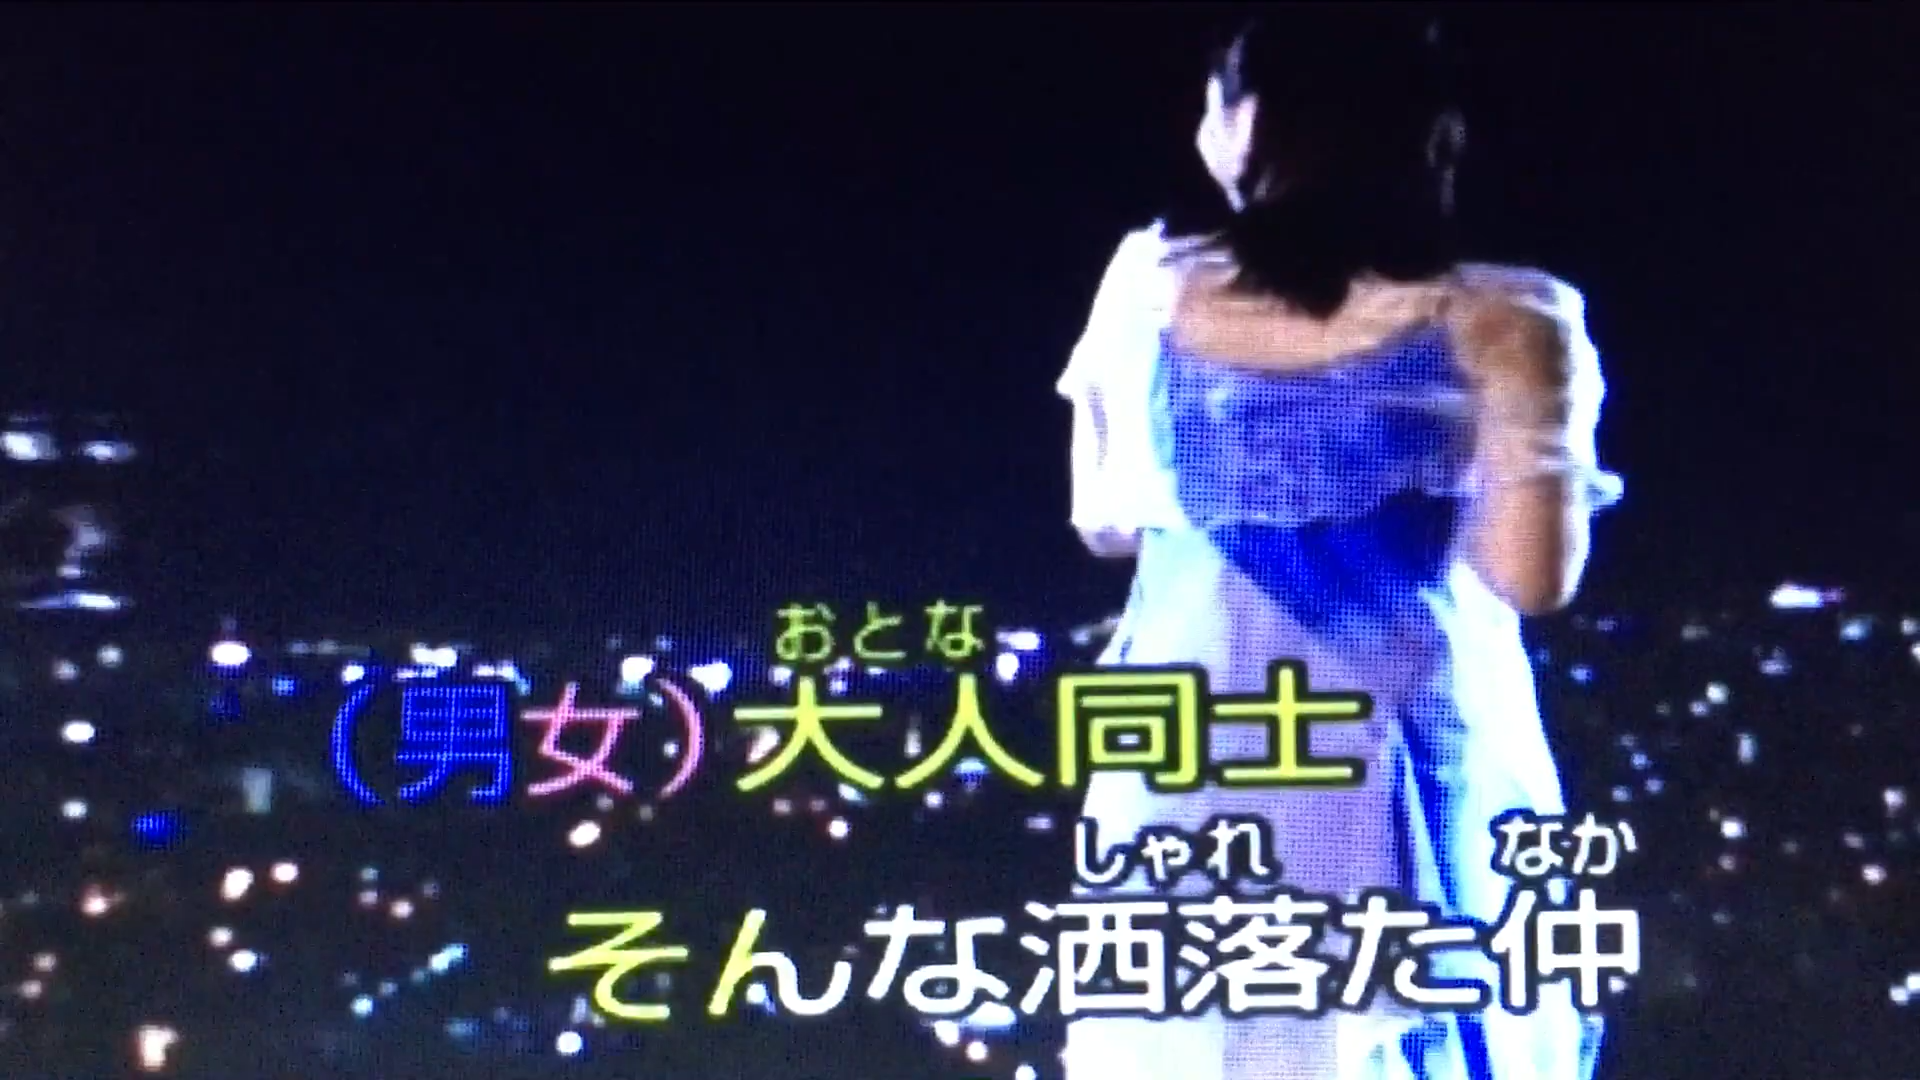 おとな
(男女)大人同士
しゃれ なか
そんな洒落た仲